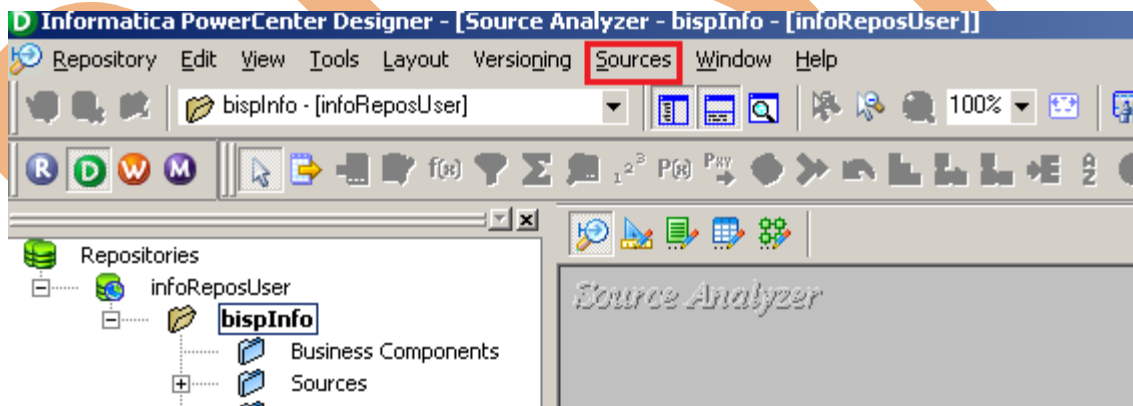 D Informatica PowerCenter Designer - [Source Analyzer - bispInfo - [infoReposUser]]
Repository Edit View Tools Layout Versioning Sources Window Help
bispInfo - [infoReposUser] 100%
R D W M f(x) Σ 1 2 3 P(x) PXY A Z
Repositories
infoReposUser
Source Analyzer
bispInfo
Business Components
Sources